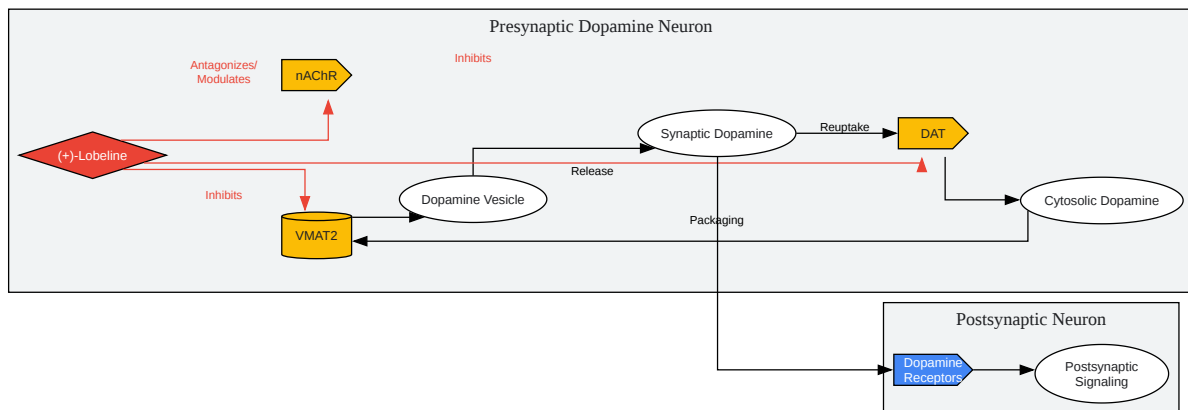 Presynaptic Dopamine Neuron
Antagonizes/
Modulates
Inhibits
nAChR
(+)-Lobeline
Synaptic Dopamine
Reuptake
DAT
Release
Inhibits
Dopamine Vesicle
Cytosolic Dopamine
Packaging
VMAT2
Postsynaptic Neuron
Dopamine
Receptors
Postsynaptic
Signaling